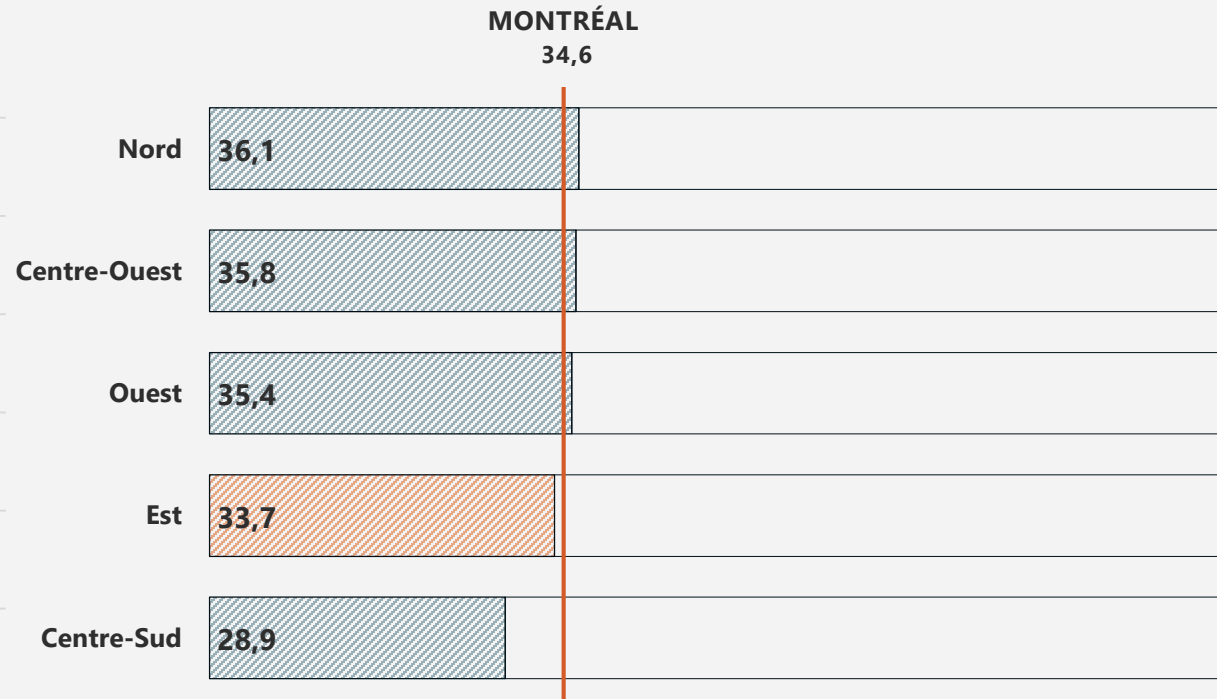 MONTRÉAL
34,6
Nord 36,1
Centre-Ouest 35,8
Ouest 35,4
Est 33,7
Centre-Sud 28,9